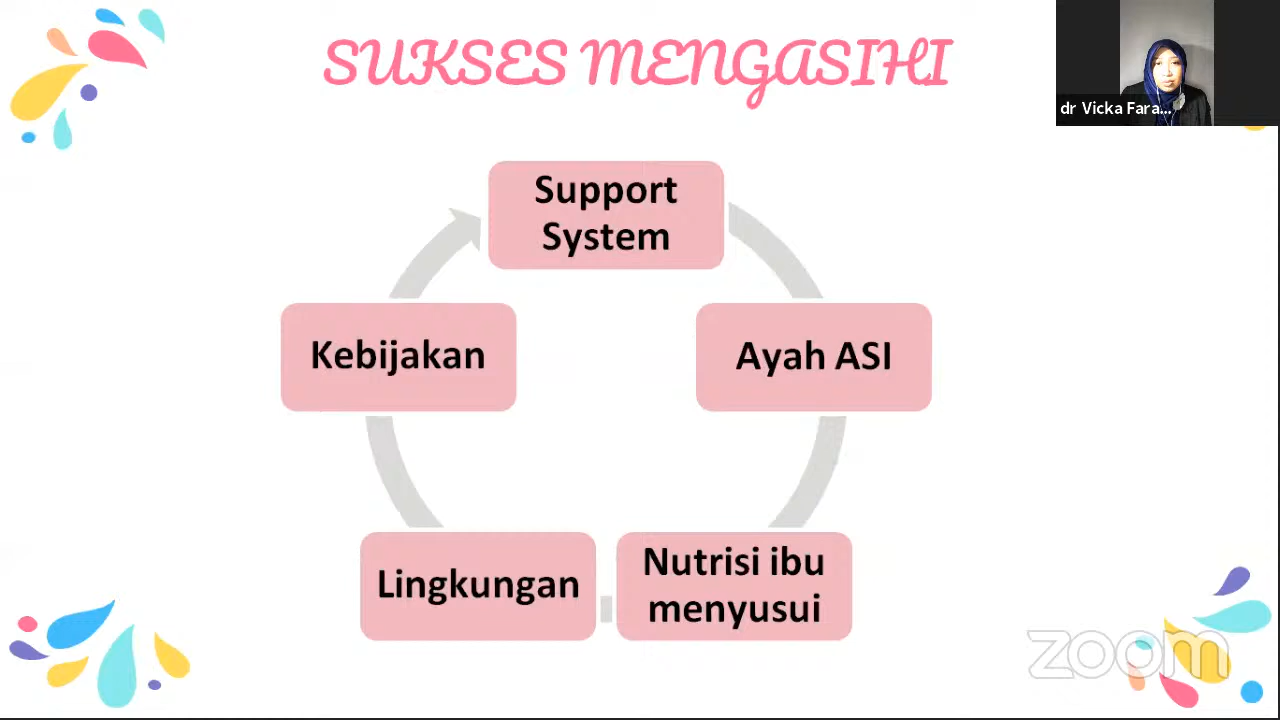 SUKSES MENGASIHI
dr Vicka Fara...
Support
System
Kebijakan
Ayah ASI
Lingkungan
Nutrisi ibu
menyusui
zoom